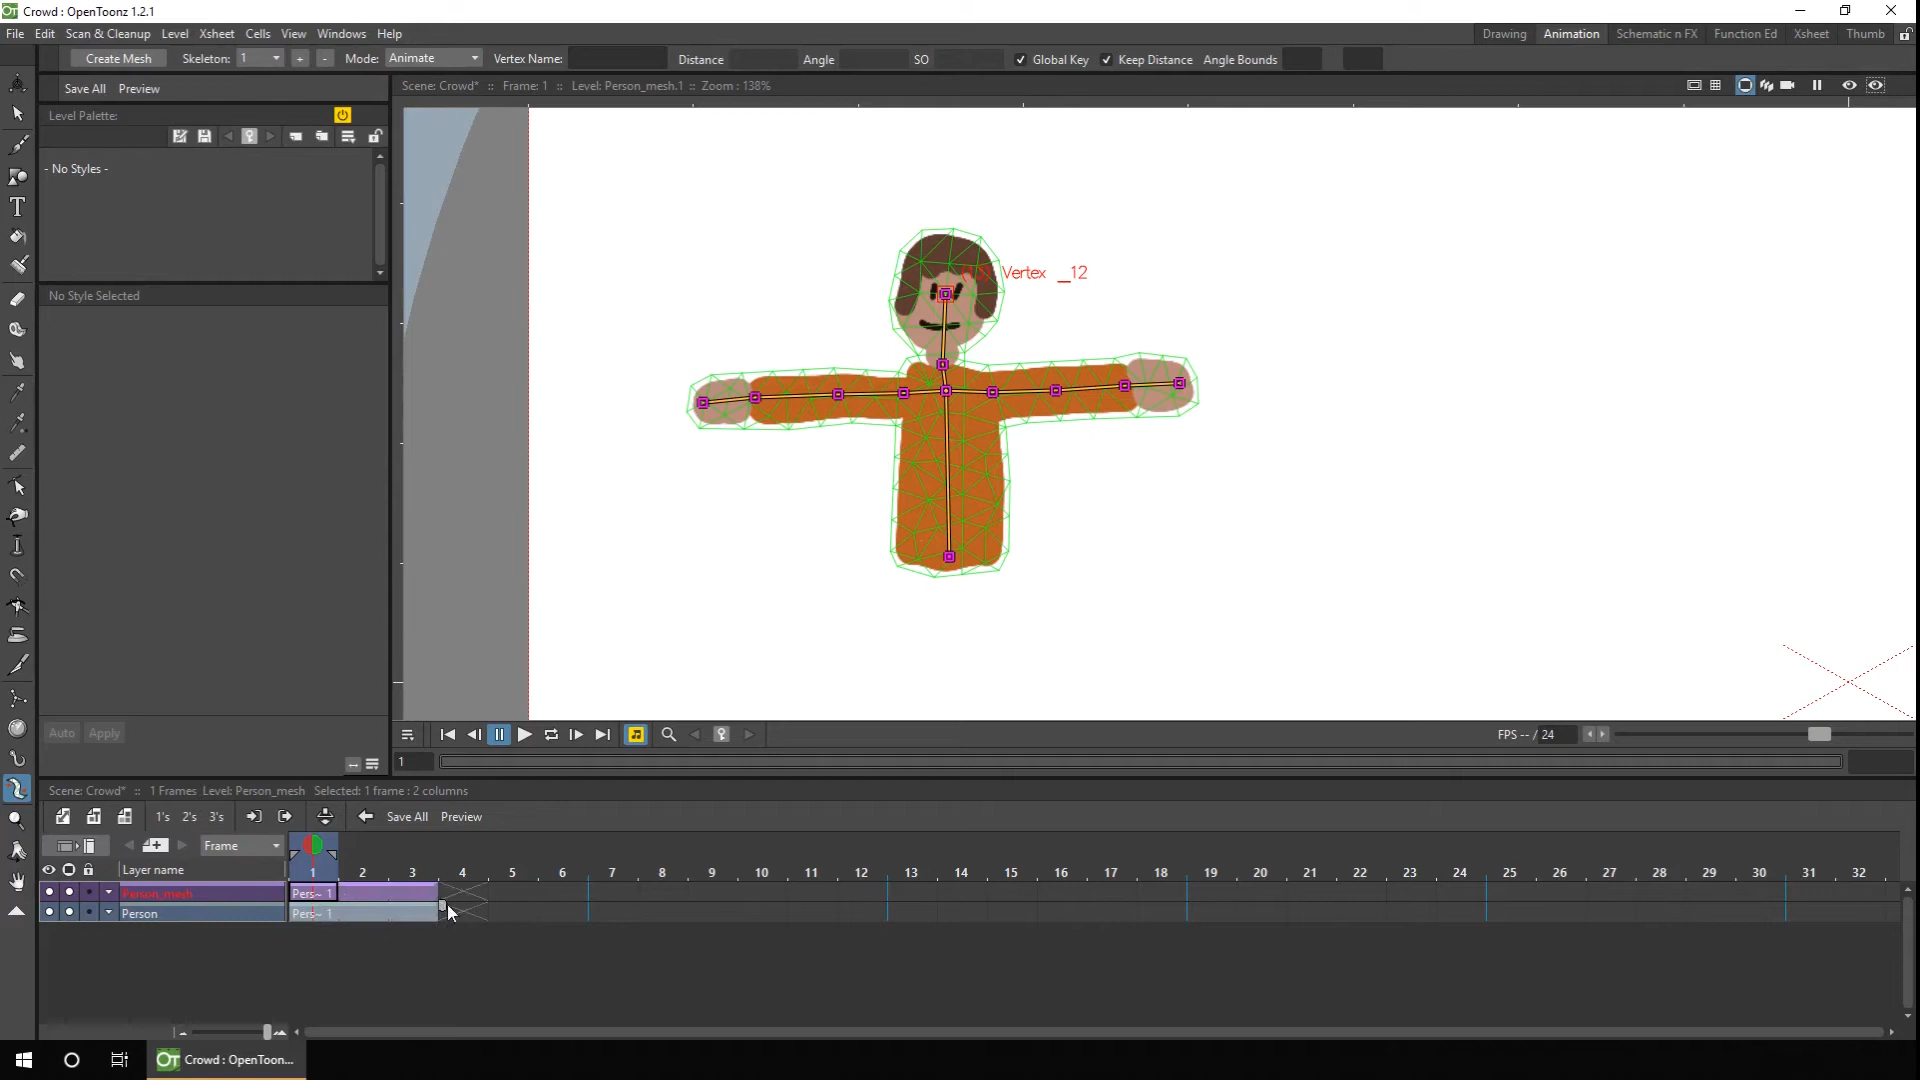 Crowd : OpenToonz 1.2.1
File Edit Scan & Cleanup Level Xsheet Cells View Windows Help
Drawing Animation Schematic n FX Function Ed Xsheet Thumb
Create Mesh Skeleton: 1 + - Mode: Animate Vertex Name: Distance Angle SO Global Key Keep Distance Angle Bounds
Save All Preview
Scene: Crowd* :: Frame: 1 :: Level: Person_mesh.1 :: Zoom : 138%
Level Palette:
- No Styles -
No Style Selected
Vertex _12
Auto Apply
FPS -- / 24
1
Scene: Crowd* :: 1 Frames Level: Person_mesh Selected: 1 frame : 2 columns
1's 2's 3's Save All Preview
Frame
Layer name 1 2 3 4 5 6 7 8 9 10 11 12 13 14 15 16 17 18 19 20 21 22 23 24 25 26 27 28 29 30 31 32
Person_mesh Pers~ 1
Person Pers~ 1
Crowd : OpenToon...